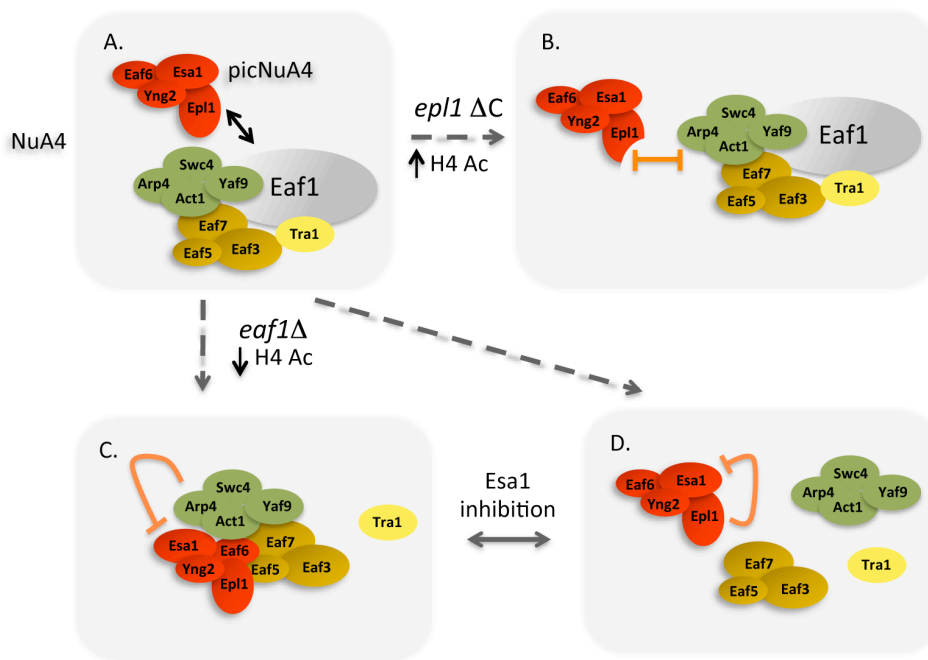 A.
Eaf6
Esa1
picNuA4
Yng2
Epl1
NuA4
Swc4
Arp4
Yaf9
Eaf1
Act1
Eaf7
Tra1
Eaf5
Eaf3
epl1 ΔC
H4 Ac
B.
Eaf6
Esa1
Yng2
Epl1
Swc4
Arp4
Yaf9
Eaf1
Act1
Eaf7
Tra1
Eaf5
Eaf3
eaf1Δ
H4 Ac
C.
Swc4
Arp4
Yaf9
Act1
Tra1
Esa1
Eaf6
Eaf7
Yng2
Eaf5
Eaf3
Epl1
Esa1
inhibition
D.
Eaf6
Esa1
Yng2
Epl1
Swc4
Arp4
Yaf9
Act1
Eaf7
Tra1
Eaf5
Eaf3